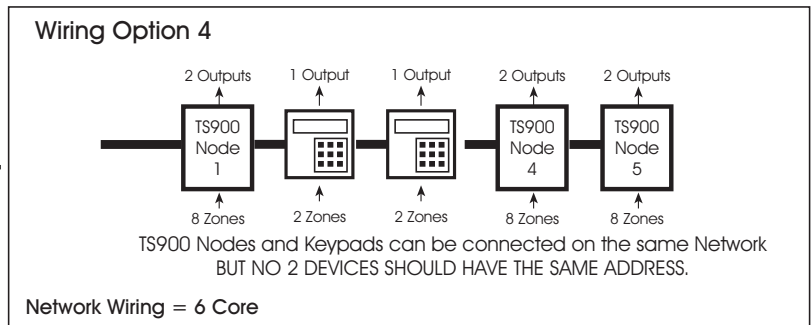 Wiring Option 4
2 Outputs 1 Output 1 Output 2 Outputs 2 Outputs
TS900 TS900 TS900
Node Node Node
1 4 5
8 Zones 2 Zones 2 Zones 8 Zones 8 Zones
TS900 Nodes and Keypads can be connected on the same Network
BUT NO 2 DEVICES SHOULD HAVE THE SAME ADDRESS.
Network Wiring = 6 Core